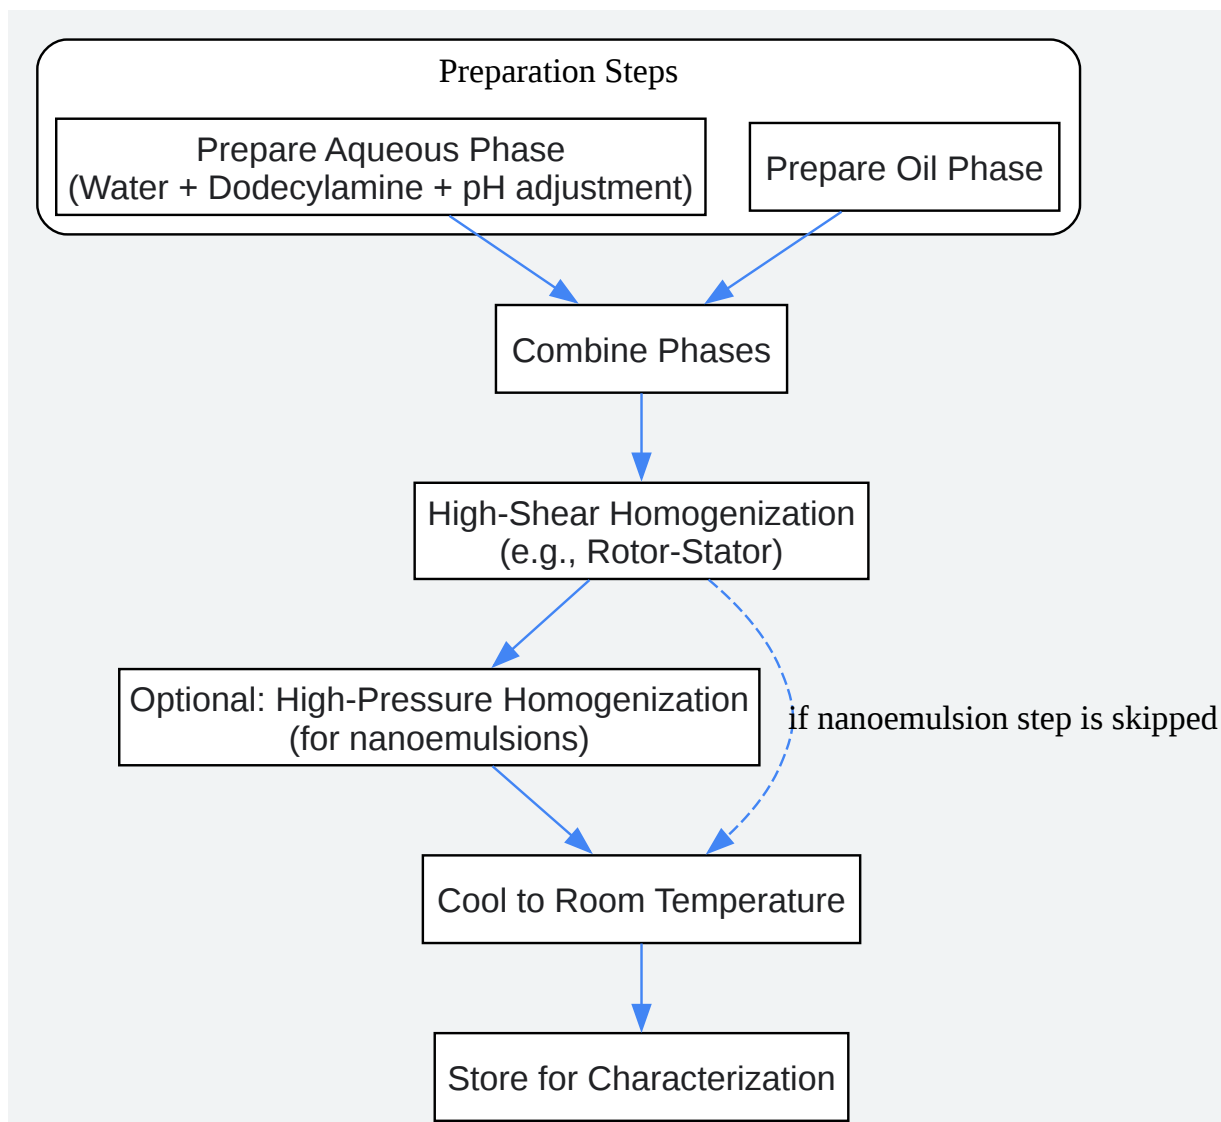 Preparation Steps
Prepare Aqueous Phase
(Water + Dodecylamine + pH adjustment)
Prepare Oil Phase
Combine Phases
High-Shear Homogenization
(e.g., Rotor-Stator)
Optional: High-Pressure Homogenization
(for nanoemulsions)
if nanoemulsion step is skipped
Cool to Room Temperature
Store for Characterization